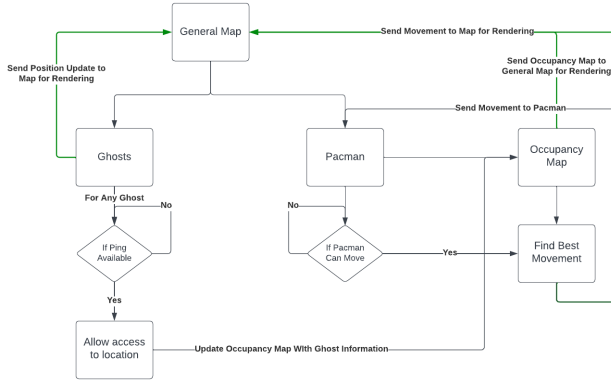 General Map
Send Movement to Map for Rendering
Send Position Update to
Map for Rendering
Send Occupancy Map to
General Map for Rendering
Send Movement to Pacman
Ghosts
Pacman
Occupancy
Map
For Any Ghost
No
No
If Ping
Available
If Pacman
Can Move
Yes
Find Best
Movement
Yes
Allow access
to location
Update Occupancy Map With Ghost Information